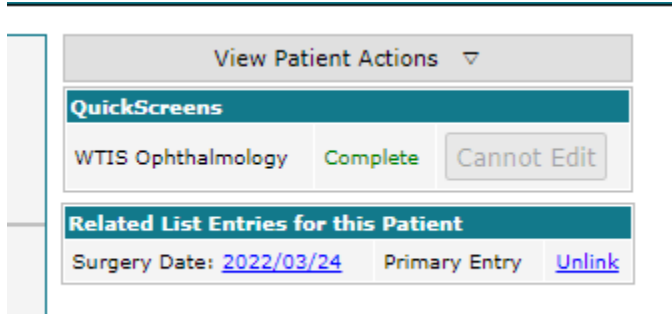 View Patient Actions ▽
QuickScreens
WTIS Ophthalmology Complete Cannot Edit
Related List Entries for this Patient
Surgery Date: 2022/03/24 Primary Entry Unlink